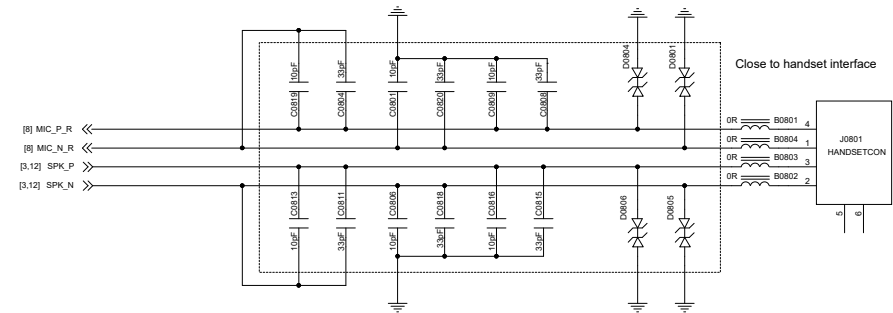 D0804
D0801
Close to handset interface
10pF
33pF
10pF
33pF
10pF
33pF
C0819
C0804
C0801
C0820
C0809
C0808
[8] MIC_P_R
0R
B0801
4
[8] MIC_N_R
0R
B0804
1
J0801
HANDSETCON
[3,12] SPK_P
0R
B0803
3
[3,12] SPK_N
0R
B0802
2
C0813
C0811
C0806
C0818
C0816
C0815
D0806
D0805
5
6
10pF
33pF
10pF
33pF
10pF
33pF